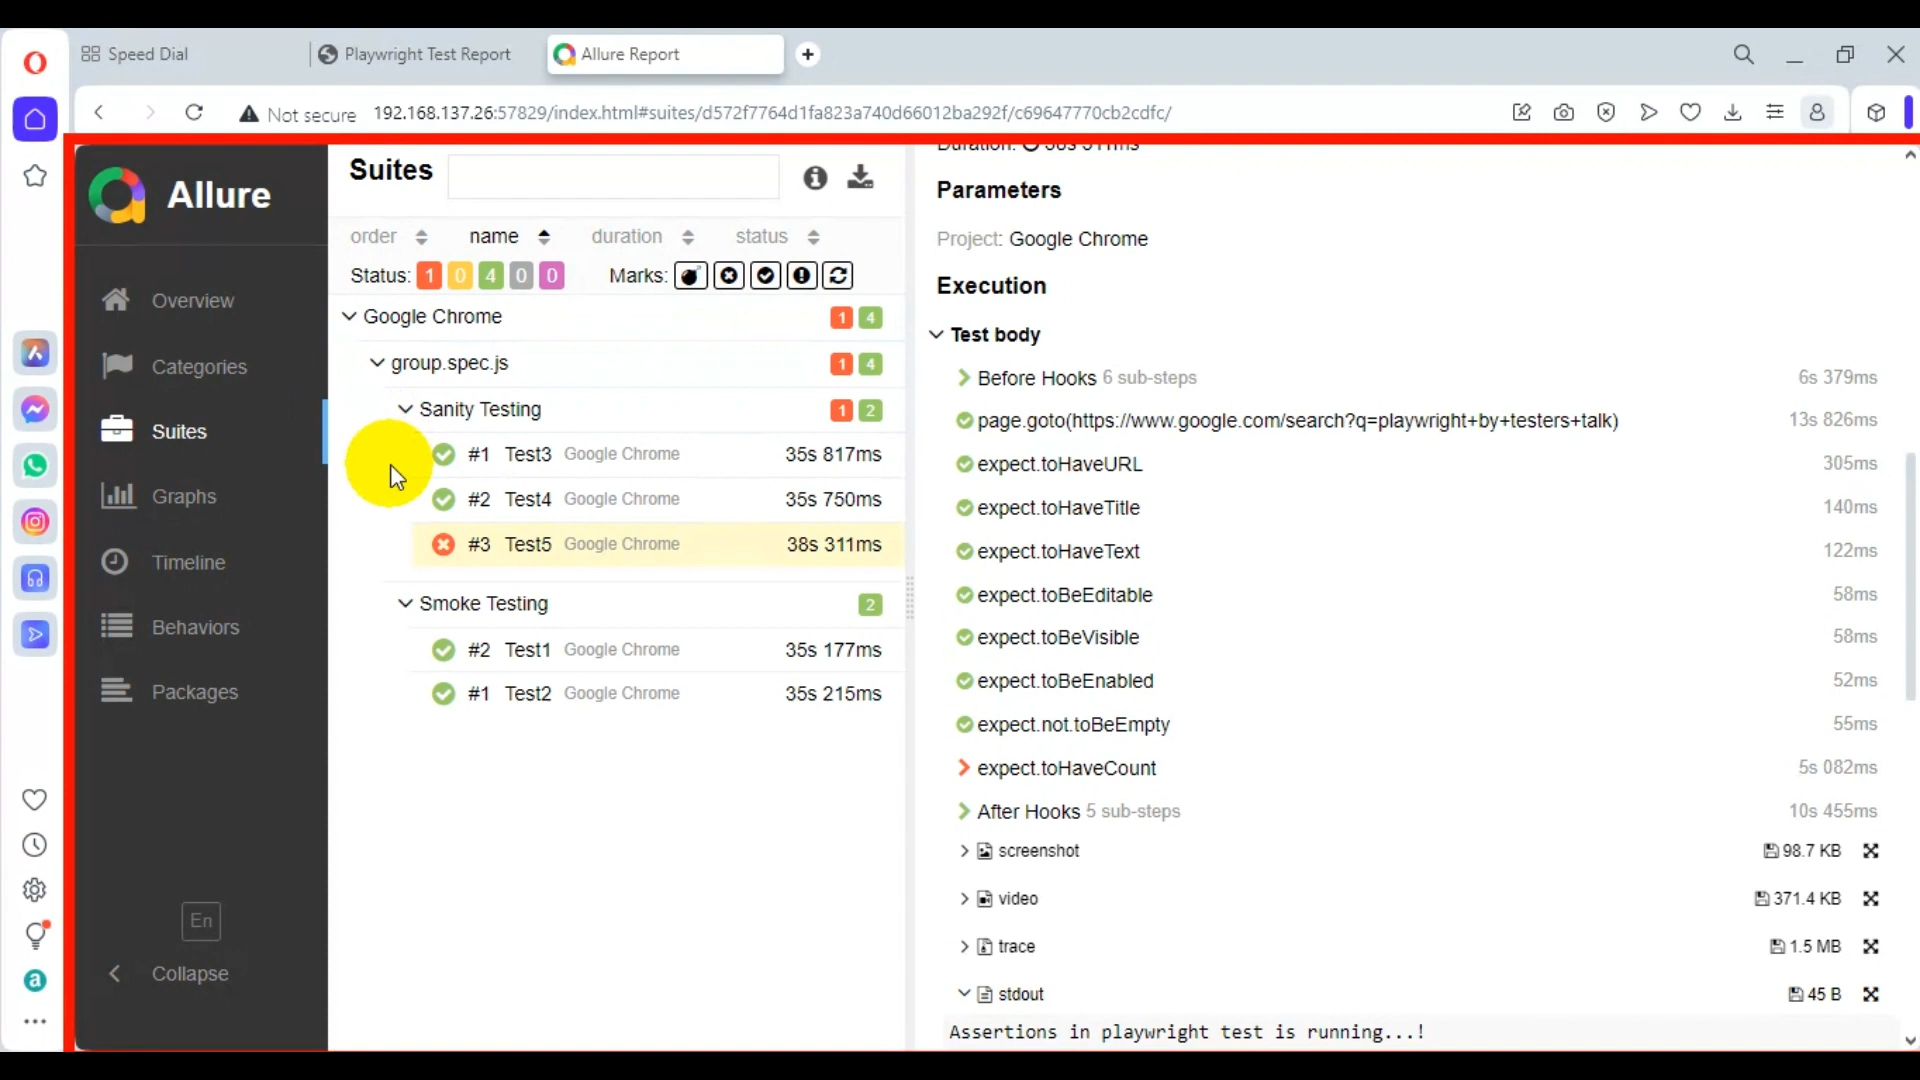 Speed Dial
Playwright Test Report
Allure Report
Not secure 192.168.137.26:57829/index.html#suites/d572f7764d1fa823a740d66012ba292f/c69647770cb2cdfc/
Allure
Overview
Categories
Suites
Graphs
Timeline
Behaviors
Packages
En
Collapse
Suites
order name duration status
Status: 1 0 4 0 0 Marks:
Google Chrome 1 4
group.spec.js 1 4
Sanity Testing 1 2
#1 Test3 Google Chrome 35s 817ms
#2 Test4 Google Chrome 35s 750ms
#3 Test5 Google Chrome 38s 311ms
Smoke Testing 2
#2 Test1 Google Chrome 35s 177ms
#1 Test2 Google Chrome 35s 215ms
Duration: 38s 311ms
Parameters
Project: Google Chrome
Execution
Test body
Before Hooks 6 sub-steps 6s 379ms
page.goto(https://www.google.com/search?q=playwright+by+testers+talk) 13s 826ms
expect.toHaveURL 305ms
expect.toHaveTitle 140ms
expect.toHaveText 122ms
expect.toBeEditable 58ms
expect.toBeVisible 58ms
expect.toBeEnabled 52ms
expect.not.toBeEmpty 55ms
expect.toHaveCount 5s 082ms
After Hooks 5 sub-steps 10s 455ms
screenshot 98.7 KB
video 371.4 KB
trace 1.5 MB
stdout 45 B
Assertions in playwright test is running...!